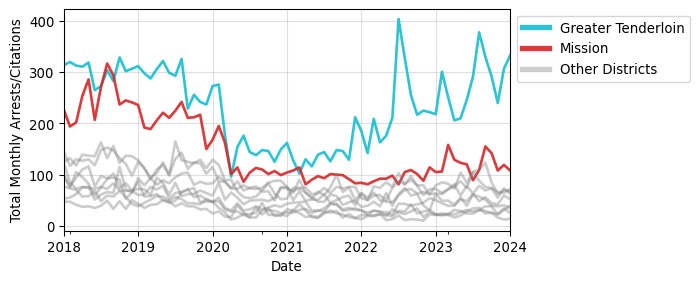 Total Monthly Arrests/Citations
400
300
200
100
0
2018 2019 2020 2021 2022 2023 2024
Date
Greater Tenderloin
Mission
Other Districts